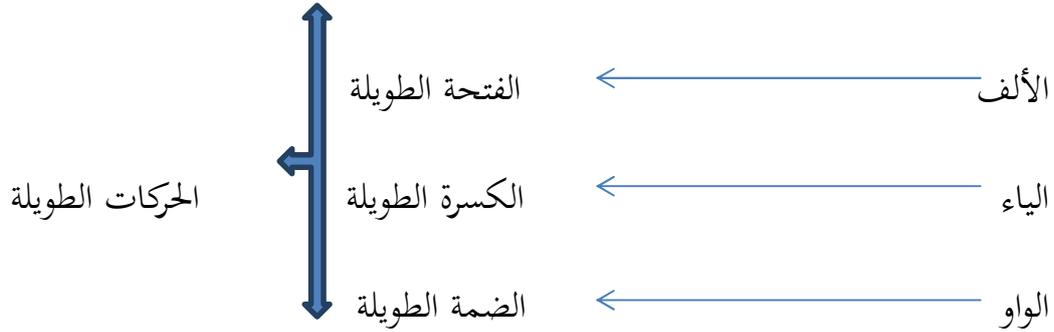 الألف الفتحة الطويلة
الياء الكسرة الطويلة الحركات الطويلة
الواو الضمة الطويلة